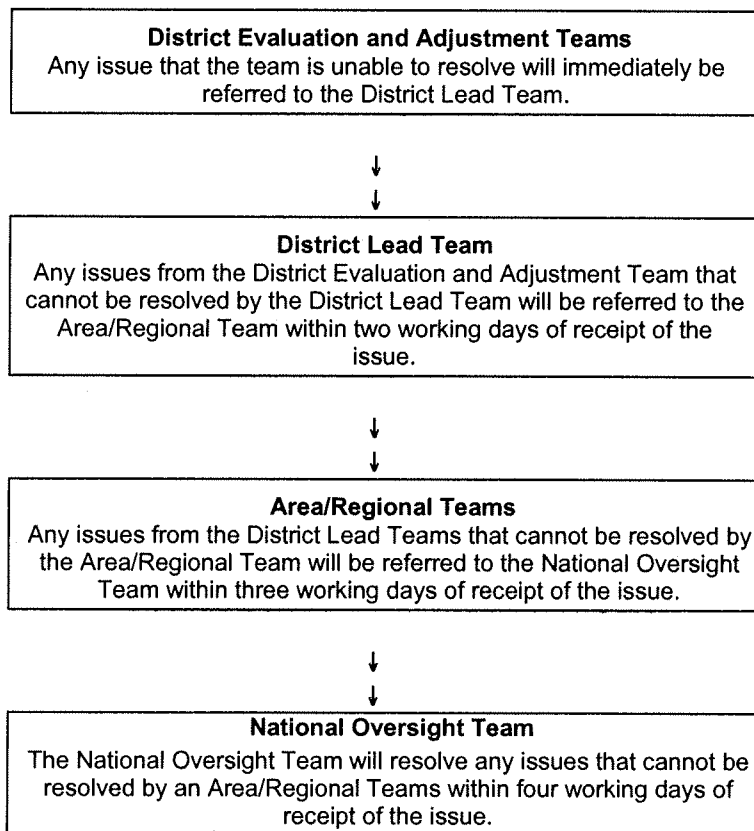 District Evaluation and Adjustment Teams
Any issue that the team is unable to resolve will immediately be
referred to the District Lead Team.
↓
↓
District Lead Team
Any issues from the District Evaluation and Adjustment Team that
cannot be resolved by the District Lead Team will be referred to the
Area/Regional Team within two working days of receipt of the
issue.
↓
↓
Area/Regional Teams
Any issues from the District Lead Teams that cannot be resolved by
the Area/Regional Team will be referred to the National Oversight
Team within three working days of receipt of the issue.
↓
↓
National Oversight Team
The National Oversight Team will resolve any issues that cannot be
resolved by an Area/Regional Teams within four working days of
receipt of the issue.